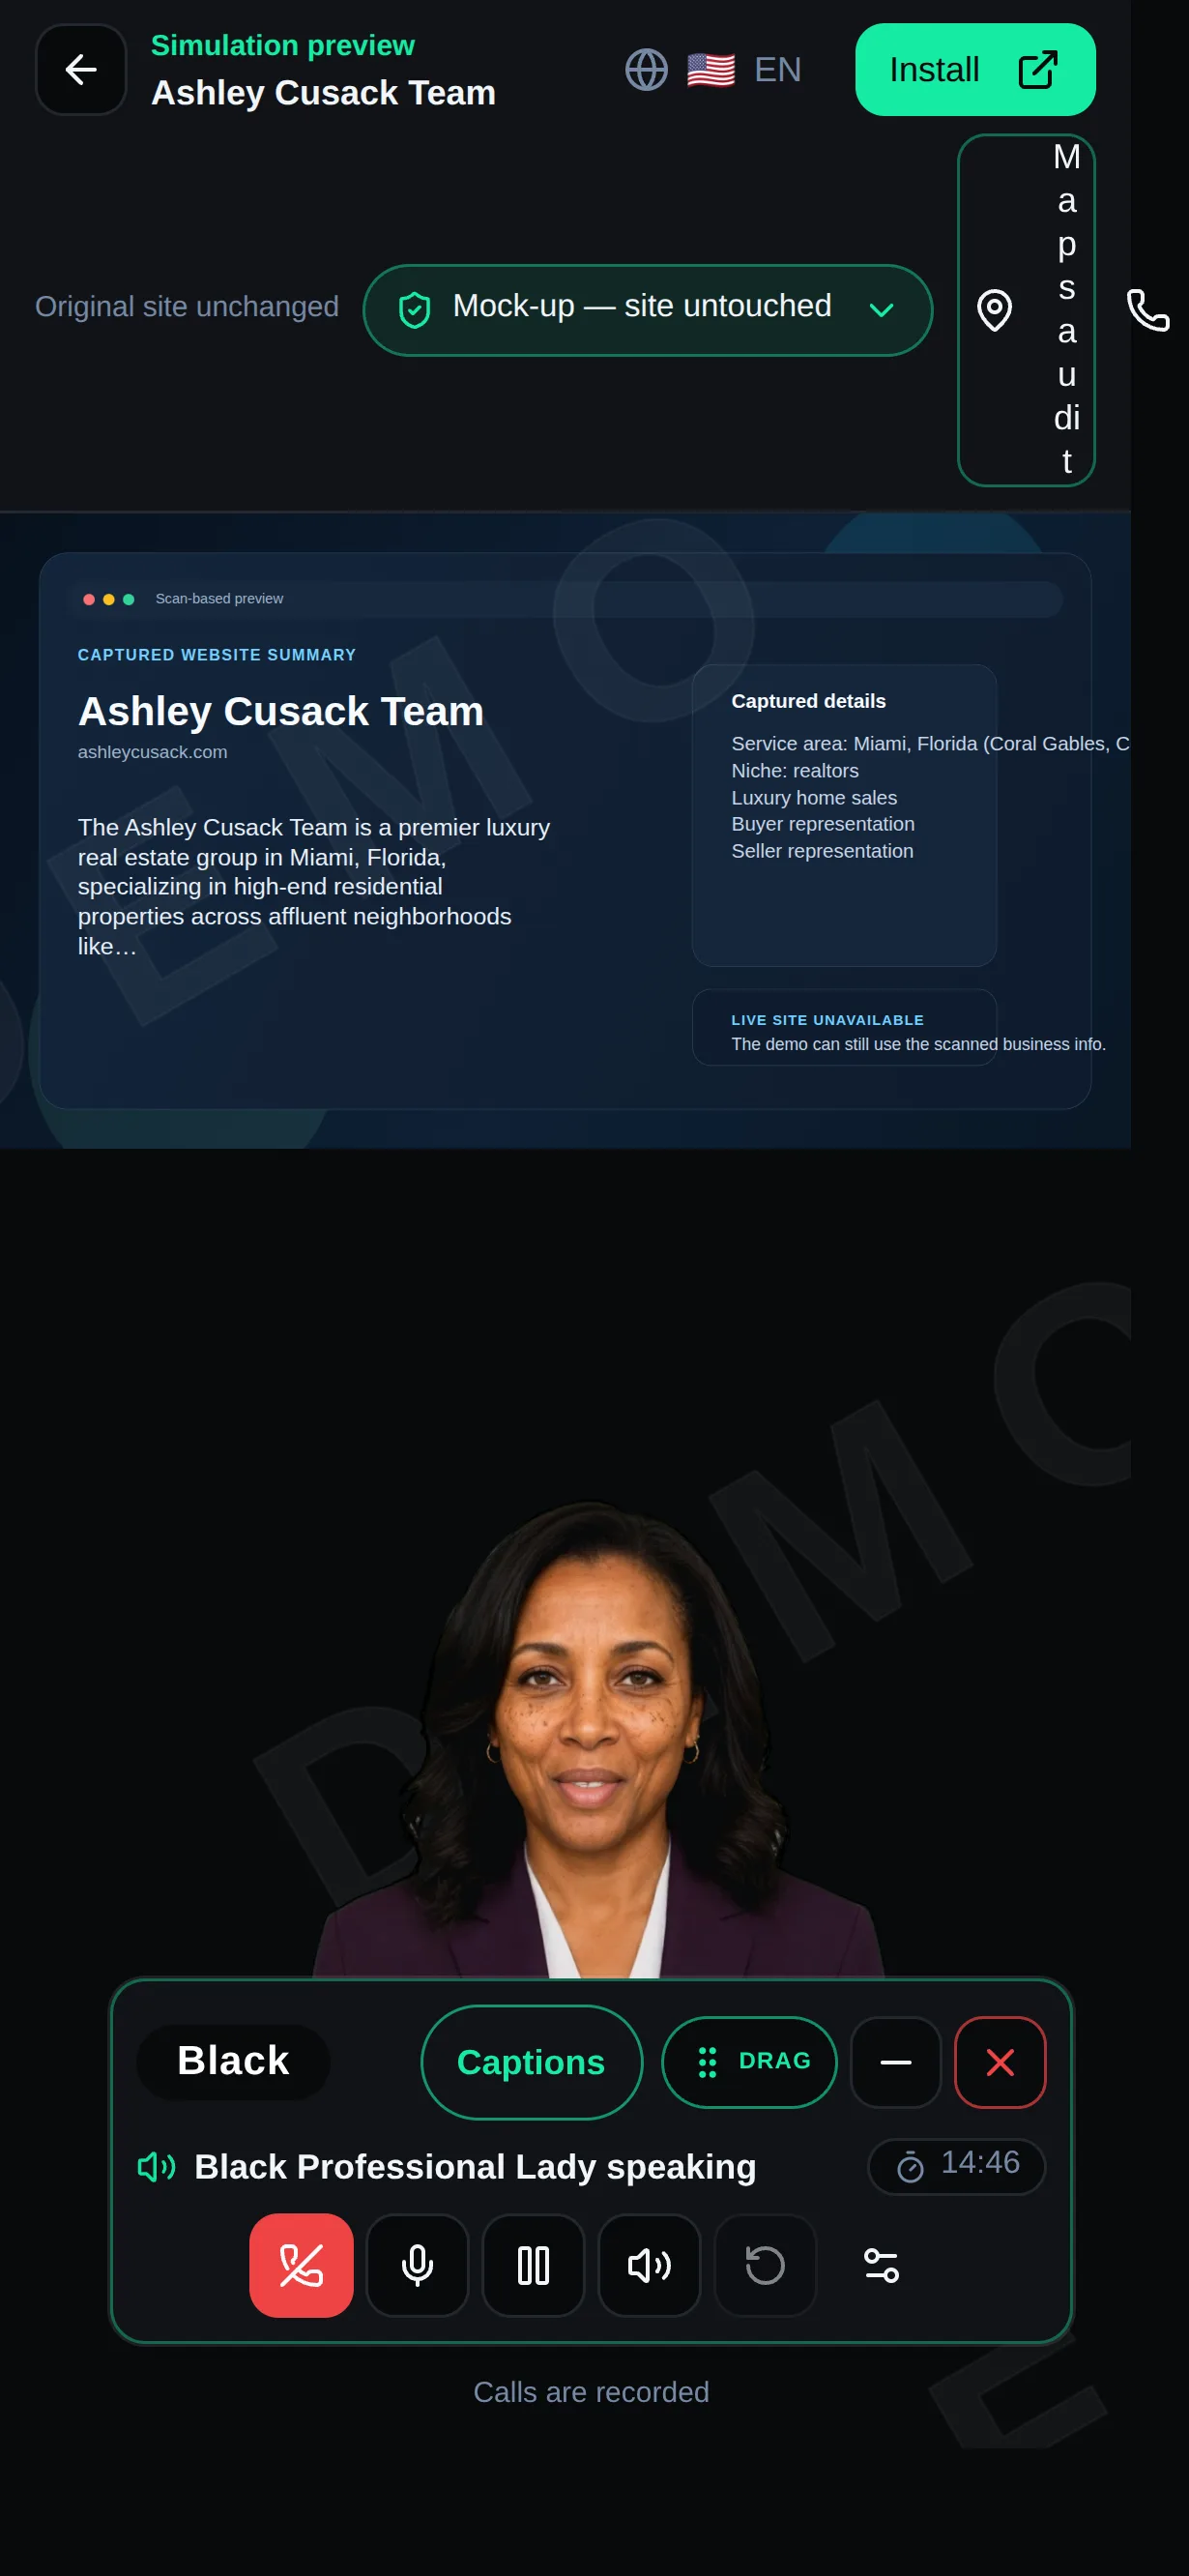 Simulation preview
Ashley Cusack Team
EN
Install
Original site unchanged
Mock-up — site untouched
M
a
p
s
a
u
di
t
Scan-based preview
CAPTURED WEBSITE SUMMARY
Ashley Cusack Team
ashleycusack.com
The Ashley Cusack Team is a premier luxury
real estate group in Miami, Florida,
specializing in high-end residential
properties across affluent neighborhoods
like…
Captured details
Service area: Miami, Florida (Coral Gables, C
Niche: realtors
Luxury home sales
Buyer representation
Seller representation
LIVE SITE UNAVAILABLE
The demo can still use the scanned business info.
DEMO
DEMO
Black
Captions
DRAG
Black Professional Lady speaking
14:46
Calls are recorded
E